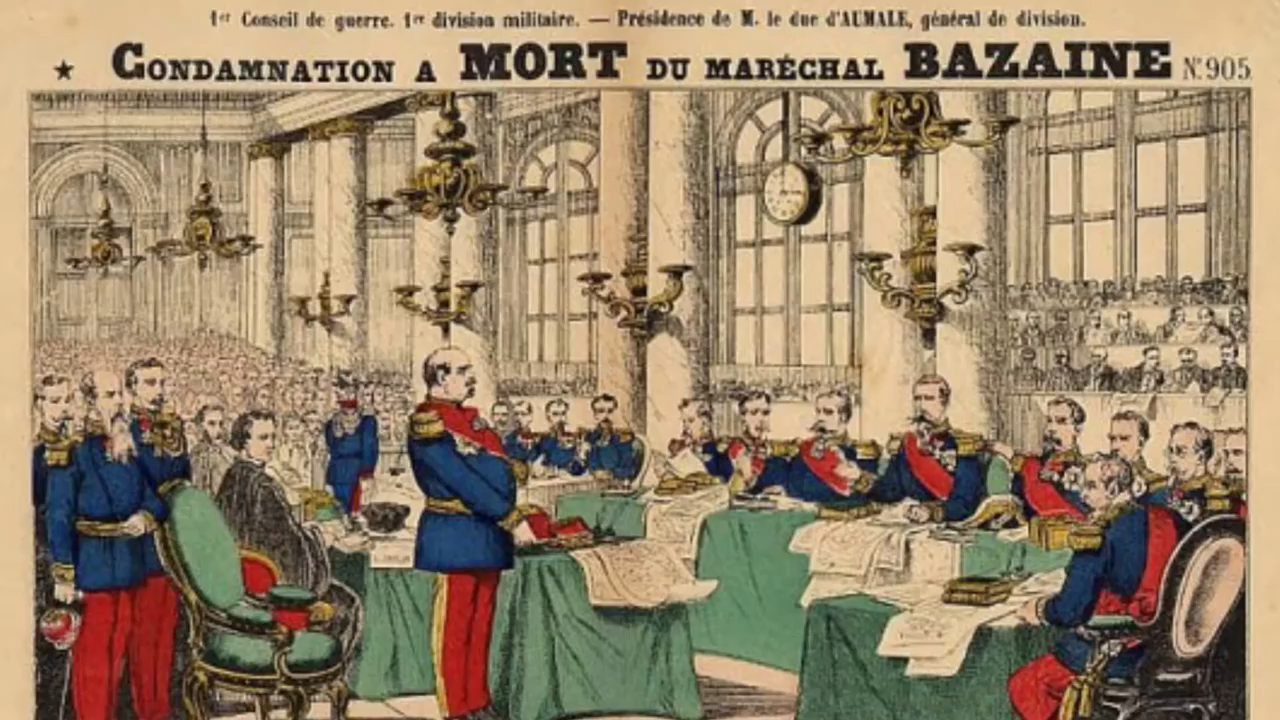 1er Conseil de guerre. 1re division militaire. — Présidence de M. le duc d'AUMALE, général de division.
★ CONDAMNATION A MORT DU MARÉCHAL BAZAINE No 905